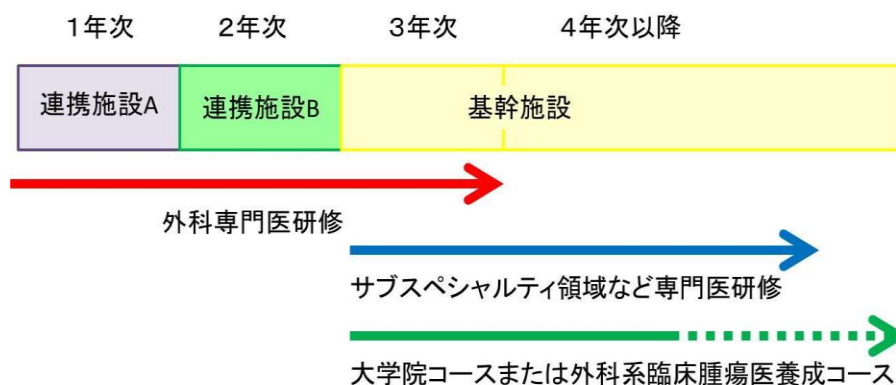 1年次 2年次 3年次 4年次以降
連携施設A 連携施設B 基幹施設
外科専門医研修
サブスペシャルティ領域など専門医研修
大学院コースまたは外科系臨床腫瘍医養成コース